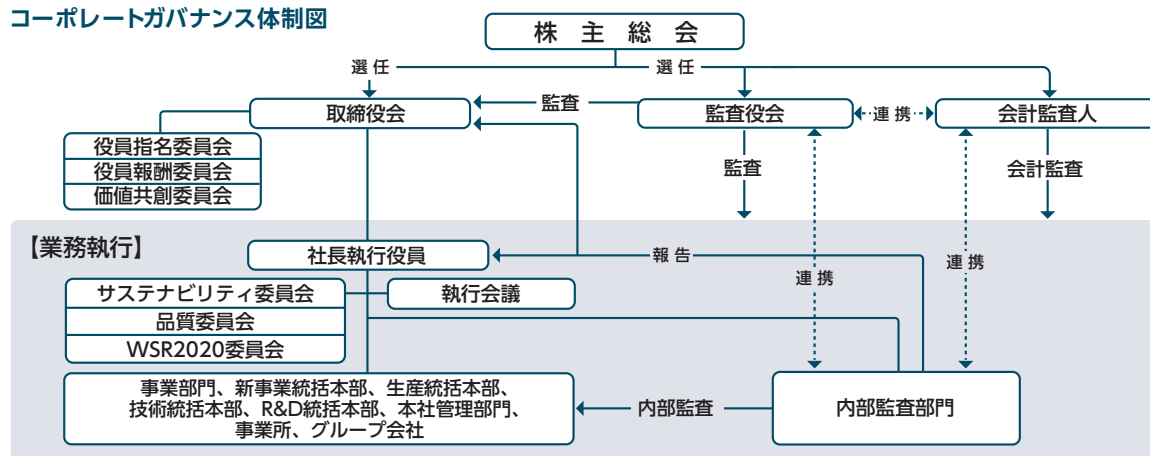 コーポレートガバナンス体制図
株主総会
選任
選任
取締役会
監査
監査役会
連携
会計監査人
役員指名委員会
役員報酬委員会
価値共創委員会
監査
会計監査
【業務執行】
社長執行役員
報告
連携
連携
サステナビリティ委員会
執行会議
品質委員会
WSR2020委員会
事業部門、新事業統括本部、生産統括本部、
技術統括本部、R&D統括本部、本社管理部門、
事業所、グループ会社
内部監査
内部監査部門